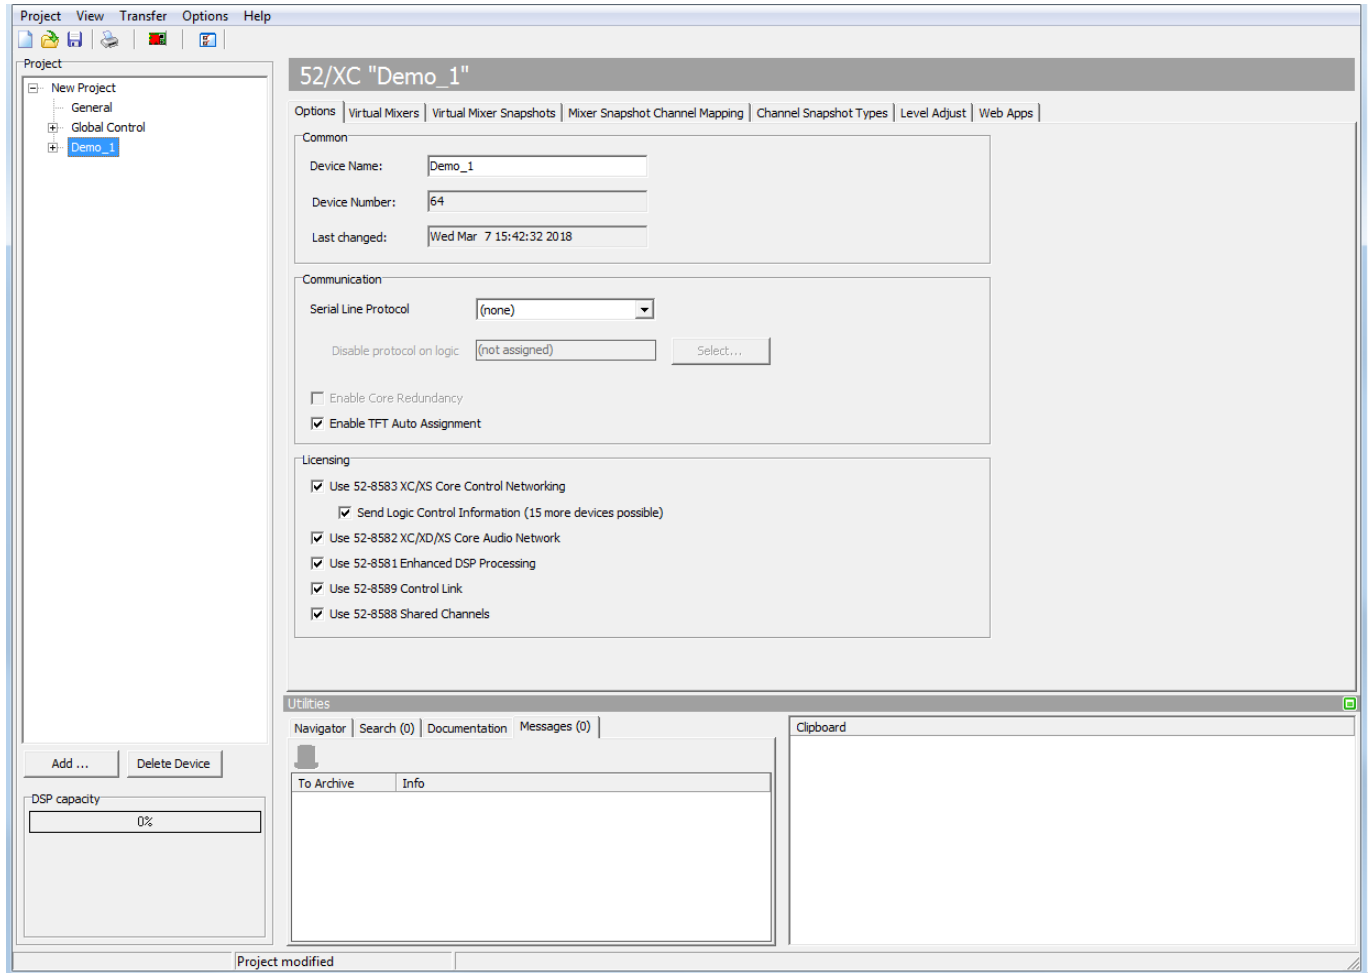 Project View Transfer Options Help
Project
New Project
General
Global Control
Demo_1
Add ...
Delete Device
DSP capacity
0%
52/XC "Demo_1"
Options Virtual Mixers Virtual Mixer Snapshots Mixer Snapshot Channel Mapping Channel Snapshot Types Level Adjust Web Apps
Common
Device Name: Demo_1
Device Number: 64
Last changed: Wed Mar 7 15:42:32 2018
Communication
Serial Line Protocol (none)
Disable protocol on logic (not assigned) Select...
Enable Core Redundancy
Enable TFT Auto Assignment
Licensing
Use 52-8583 XC/XS Core Control Networking
Send Logic Control Information (15 more devices possible)
Use 52-8582 XC/XD/XS Core Audio Network
Use 52-8581 Enhanced DSP Processing
Use 52-8589 Control Link
Use 52-8588 Shared Channels
Utilities
Navigator Search (0) Documentation Messages (0)
To Archive Info
Clipboard
Project modified